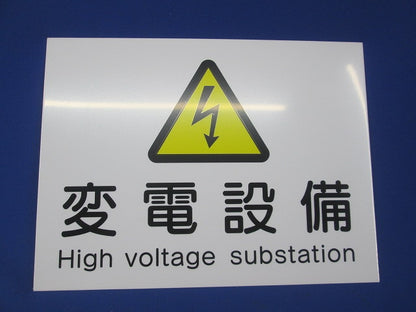 変電設備
High voltage substation